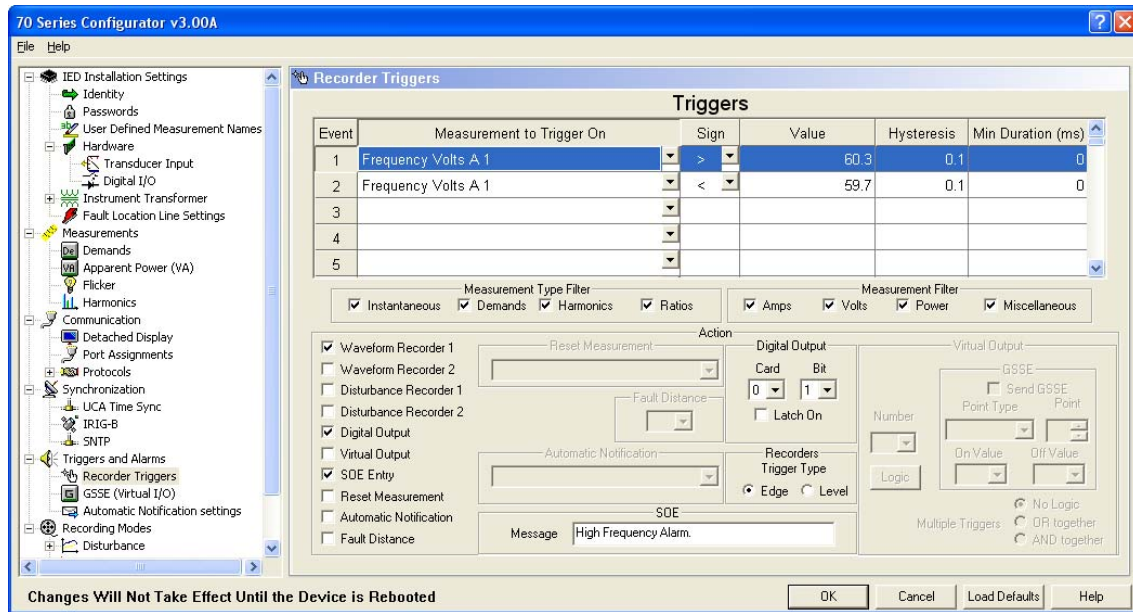 70 Series Configurator v3.00A
File Help
IED Installation Settings
Identity
Passwords
User Defined Measurement Names
Hardware
Transducer Input
Digital I/O
Instrument Transformer
Fault Location Line Settings
Measurements
De Demands
VA Apparent Power (VA)
Flicker
Harmonics
Communication
Detached Display
Port Assignments
Protocols
Synchronization
UCA Time Sync
IRIG-B
SNTP
Triggers and Alarms
Recorder Triggers
G GSSE (Virtual I/O)
Automatic Notification settings
Recording Modes
Disturbance
Recorder Triggers
Triggers
Event Measurement to Trigger On Sign Value Hysteresis Min Duration (ms)
1 Frequency Volts A 1 > 60.3 0.1 0
2 Frequency Volts A 1 < 59.7 0.1 0
3
4
5
Measurement Type Filter
Instantaneous Demands Harmonics Ratios
Measurement Filter
Amps Volts Power Miscellaneous
Action
Waveform Recorder 1
Waveform Recorder 2
Disturbance Recorder 1
Disturbance Recorder 2
Digital Output
Virtual Output
SOE Entry
Reset Measurement
Automatic Notification
Fault Distance
Reset Measurement
Fault Distance
Automatic Notification
SOE
Message High Frequency Alarm.
Digital Output
Card Bit
0 1
Latch On
Recorders
Trigger Type
Edge Level
Virtual Output
Number
Logic
GSSE
Send GSSE
Point Type Point
On Value Off Value
Multiple Triggers
No Logic
OR together
AND together
Changes Will Not Take Effect Until the Device is Rebooted
OK Cancel Load Defaults Help